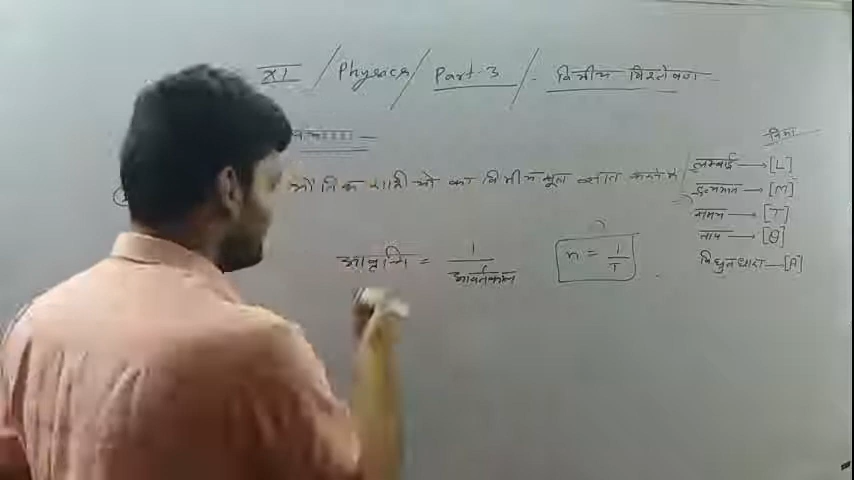 XI / Physics / Part-3 / - विमीय विश्लेषण
भौतिक राशीयो का विमीय सूत्र ज्ञात करने में
आवृत्ति = 1 / आवर्तकाल
n = 1 / T
विमा
लम्बाई → [L]
द्रव्यमान → [M]
समय → [T]
ताप → [θ]
विधुतधारा → [A]